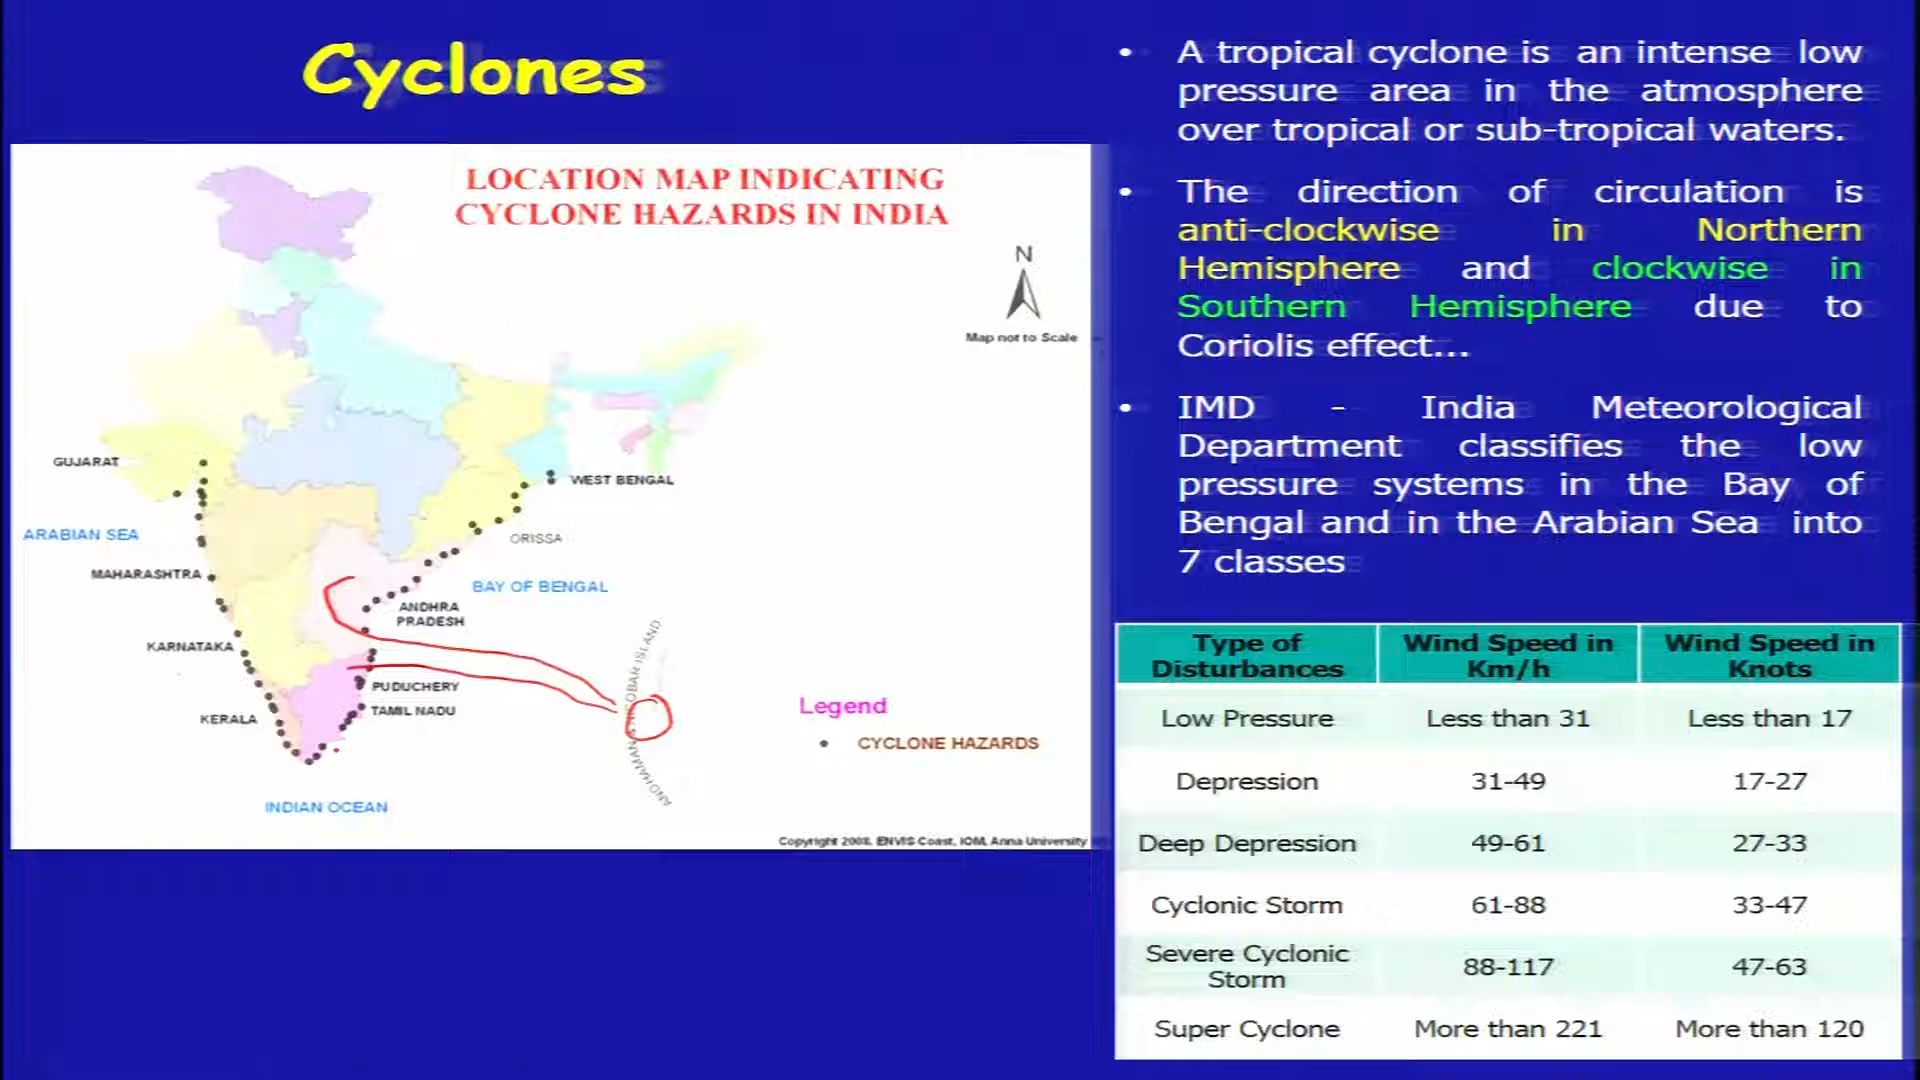 Cyclones
LOCATION MAP INDICATING
CYCLONE HAZARDS IN INDIA
N
Map not to Scale
GUJARAT
WEST BENGAL
ARABIAN SEA
ORISSA
MAHARASHTRA
BAY OF BENGAL
ANDHRA
PRADESH
KARNATAKA
PUDUCHERY
TAMIL NADU
KERALA
INDIAN OCEAN
Legend
CYCLONE HAZARDS
Copyright 2008, ENVIS Coast, IOM, Anna University
• A tropical cyclone is an intense low
pressure area in the atmosphere
over tropical or sub-tropical waters.
• The direction of circulation is
anti-clockwise in Northern
Hemisphere and clockwise in
Southern Hemisphere due to
Coriolis effect...
• IMD - India Meteorological
Department classifies the low
pressure systems in the Bay of
Bengal and in the Arabian Sea into
7 classes
Type of Disturbances Wind Speed in Km/h Wind Speed in Knots
Low Pressure Less than 31 Less than 17
Depression 31-49 17-27
Deep Depression 49-61 27-33
Cyclonic Storm 61-88 33-47
Severe Cyclonic Storm 88-117 47-63
Super Cyclone More than 221 More than 120